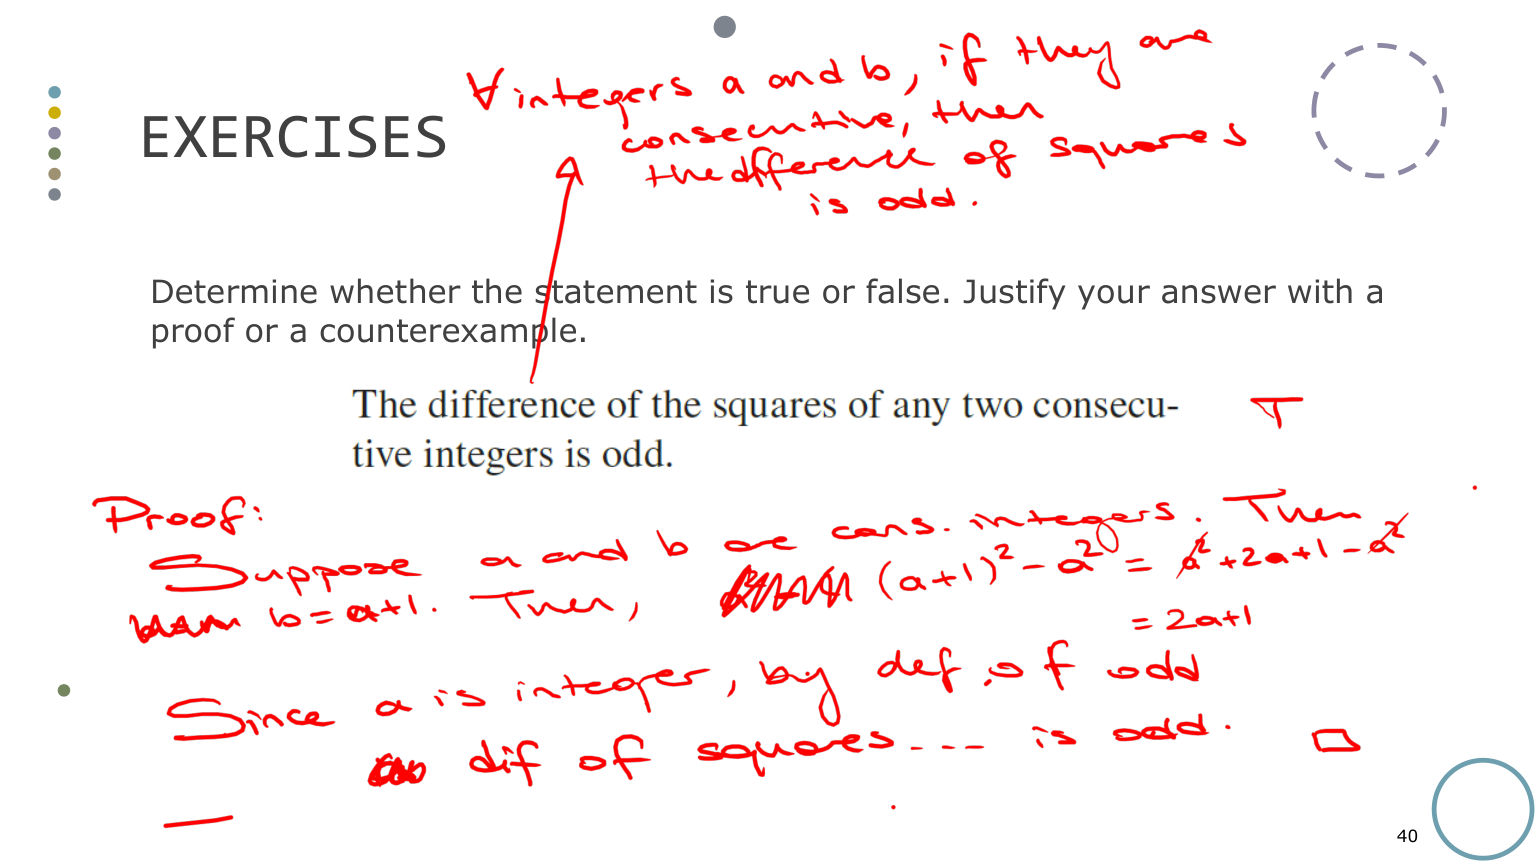 ∀ integers a and b, if they are
consecutive, then
the difference of squares
is odd.
EXERCISES
Determine whether the statement is true or false. Justify your answer with a
proof or a counterexample.
The difference of the squares of any two consecu-
tive integers is odd.
T
Proof:
Suppose a and b are cons. integers. Then
b = a+1. Then, (a+1)² - a² = a² + 2a+1 - a²
= 2a+1
Since a is integer, by def. of odd
dif of squares --- is odd. □
40